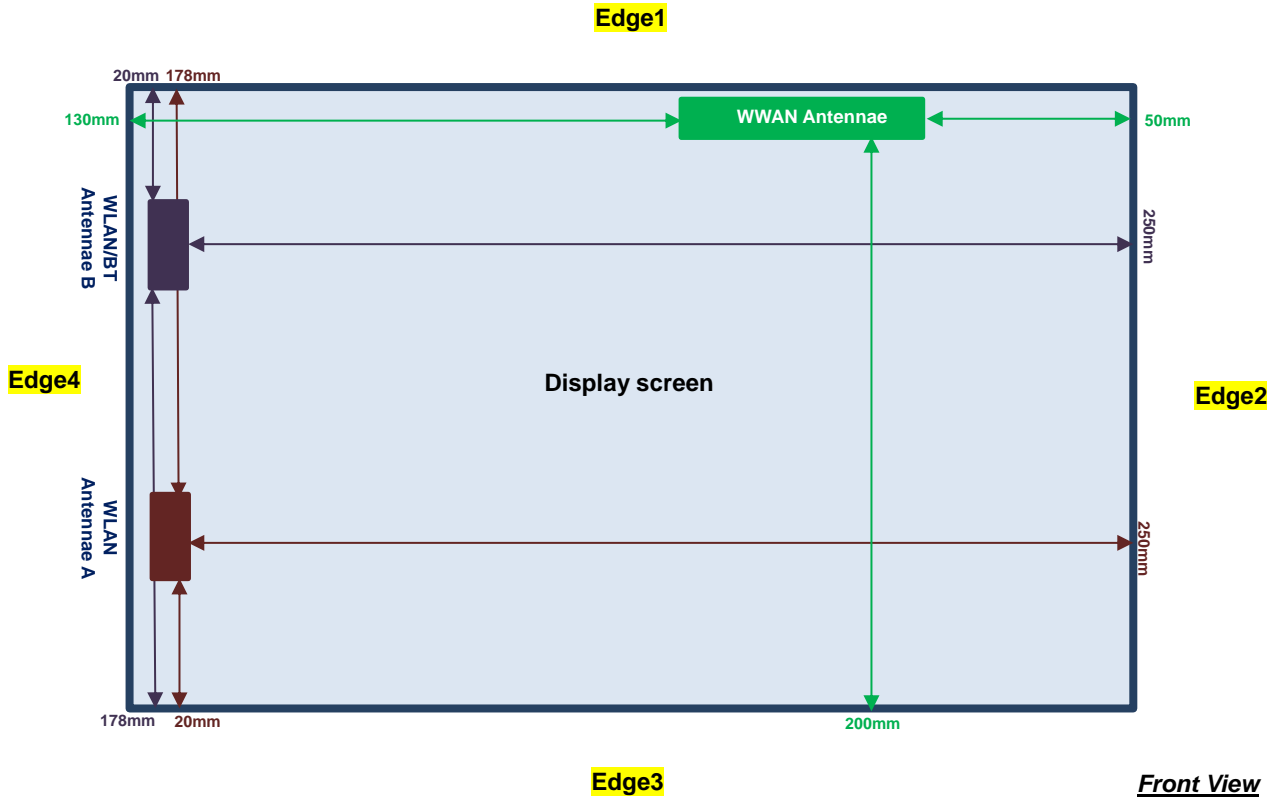 Edge1
20mm 178mm
130mm
WWAN Antennae
50mm
WLAN/BT
Antennae B
250mm
Edge4
Display screen
Edge2
WLAN
Antennae A
250mm
178mm 20mm
200mm
Edge3
Front View